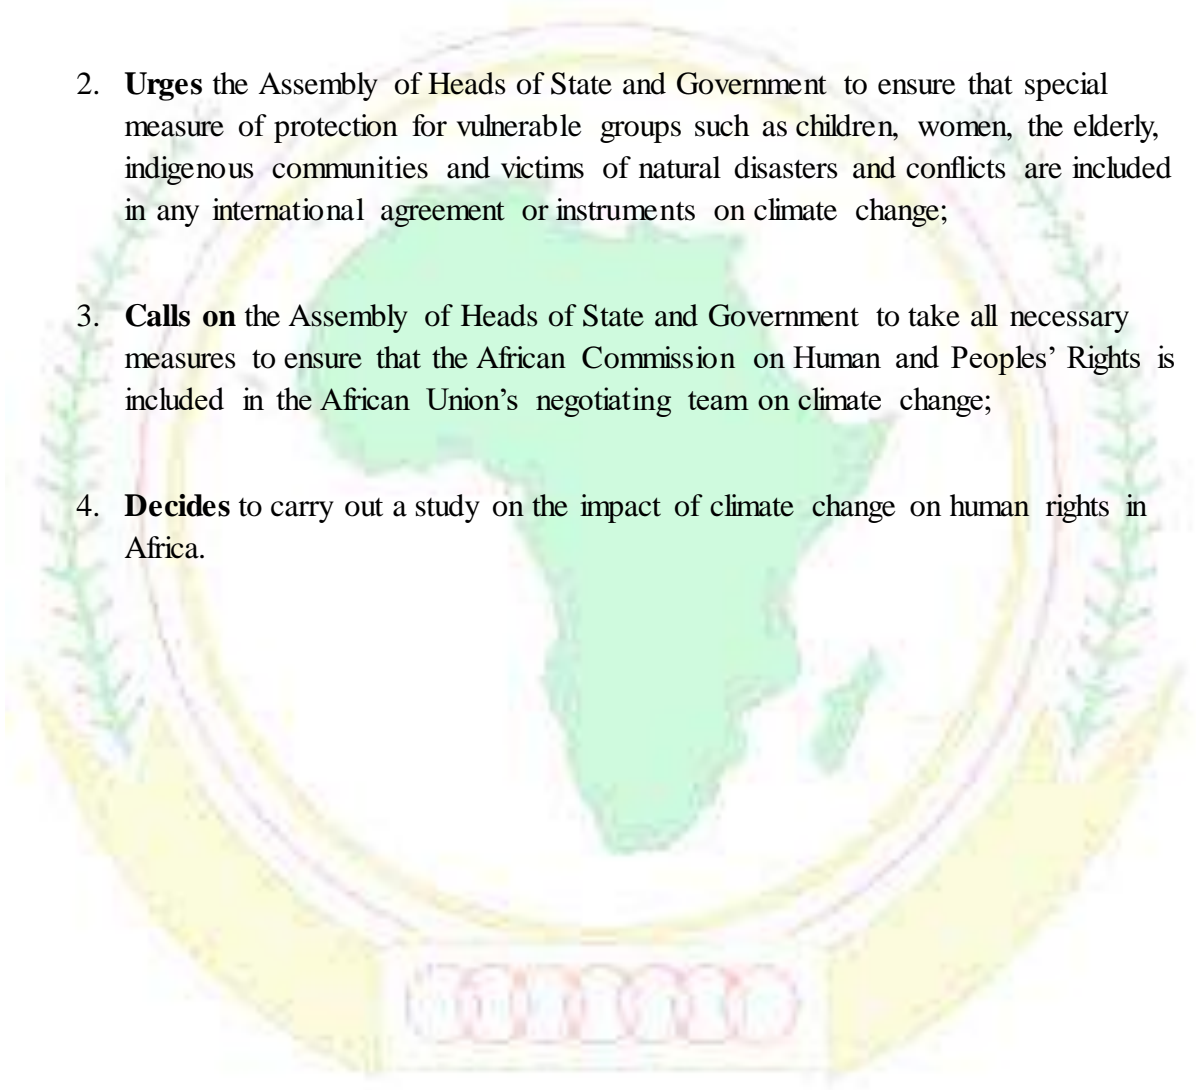 2. Urges the Assembly of Heads of State and Government to ensure that special
measure of protection for vulnerable groups such as children, women, the elderly,
indigenous communities and victims of natural disasters and conflicts are included
in any international agreement or instruments on climate change;
3. Calls on the Assembly of Heads of State and Government to take all necessary
measures to ensure that the African Commission on Human and Peoples’ Rights is
included in the African Union’s negotiating team on climate change;
4. Decides to carry out a study on the impact of climate change on human rights in
Africa.